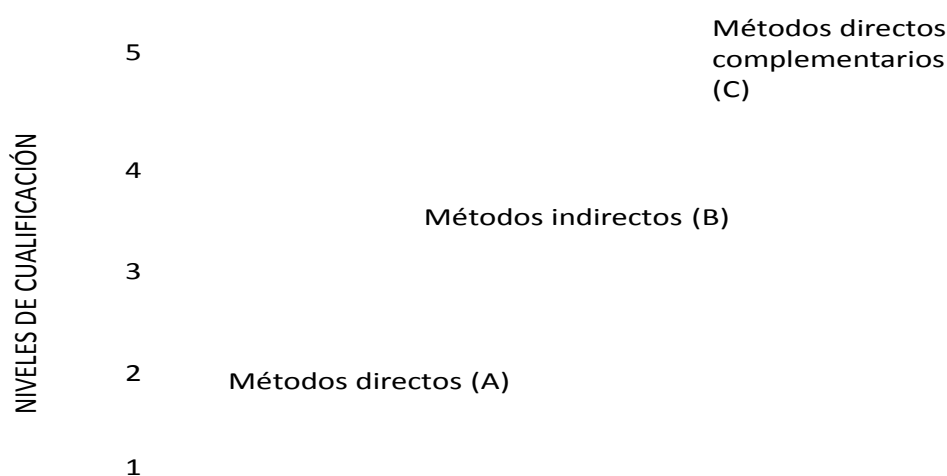 Métodos directos
complementarios
(C)
5
4
Métodos indirectos (B)
3
2
Métodos directos (A)
1
NIVELES DE CUALIFICACIÓN